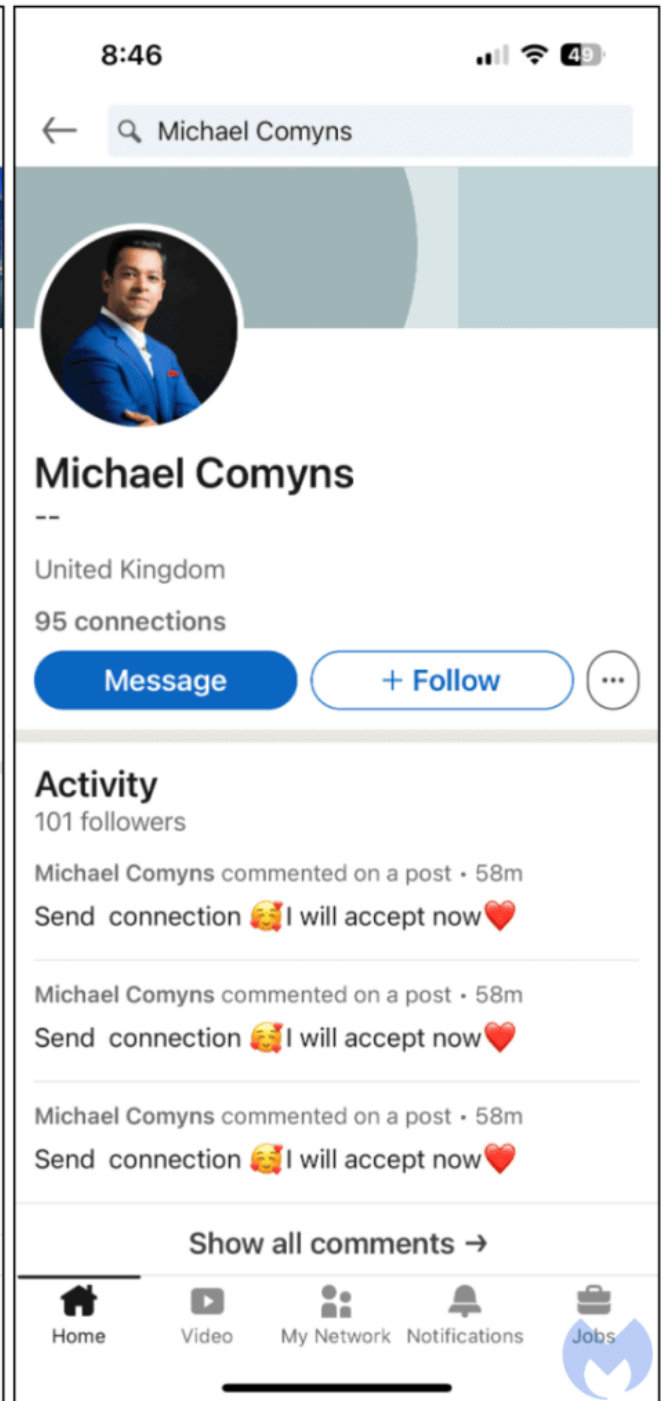 8:46
49
Michael Comyns
Michael Comyns
--
United Kingdom
95 connections
Message
+ Follow
...
Activity
101 followers
Michael Comyns commented on a post • 58m
Send  connection 🥰I will accept now❤️
Michael Comyns commented on a post • 58m
Send  connection 🥰I will accept now❤️
Michael Comyns commented on a post • 58m
Send  connection 🥰I will accept now❤️
Show all comments →
Home
Video
My Network
Notifications
Jobs